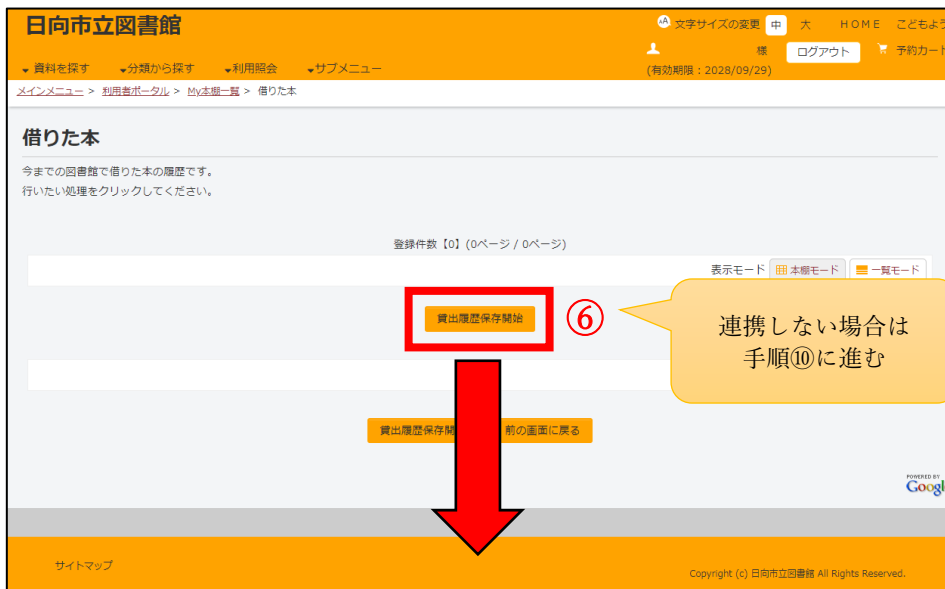 日向市立図書館
文字サイズの変更 中 大 HOME こどもよう
様 ログアウト 予約カート
資料を探す 分類から探す 利用照会 サブメニュー
(有効期限:2028/09/29)
メインメニュー > 利用者ポータル > My本棚一覧 > 借りた本
借りた本
今までの図書館で借りた本の履歴です。
行いたい処理をクリックしてください。
登録件数【0】(0ページ / 0ページ)
表示モード 本棚モード 一覧モード
貸出履歴保存開始
⑥
連携しない場合は
手順⑩に進む
貸出履歴保存開 前の画面に戻る
POWERED BY
Googl
サイトマップ
Copyright (c) 日向市立図書館 All Rights Reserved.